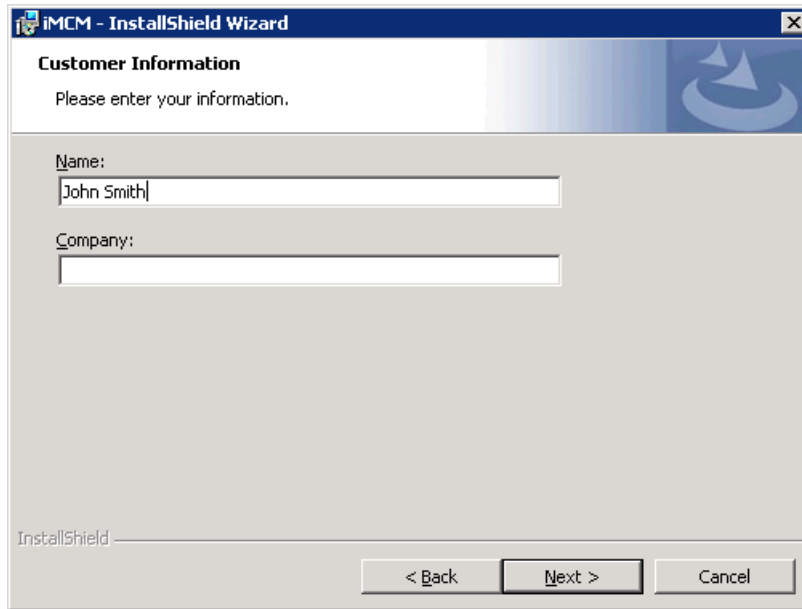 iMCM - InstallShield Wizard
Customer Information
Please enter your information.
Name:
John Smith
Company:
InstallShield
< Back Next > Cancel